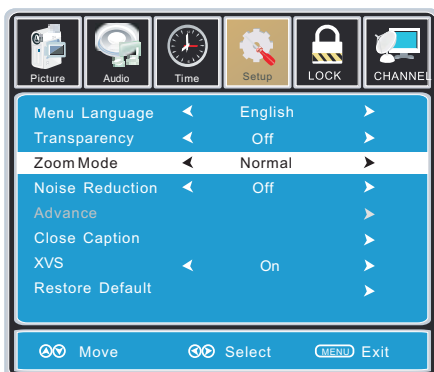 Picture Audio Time Setup LOCK CHANNEL
Menu Language English
Transparency Off
Zoom Mode Normal
Noise Reduction Off
Advance
Close Caption
XVS On
Restore Default
Move Select MENU Exit